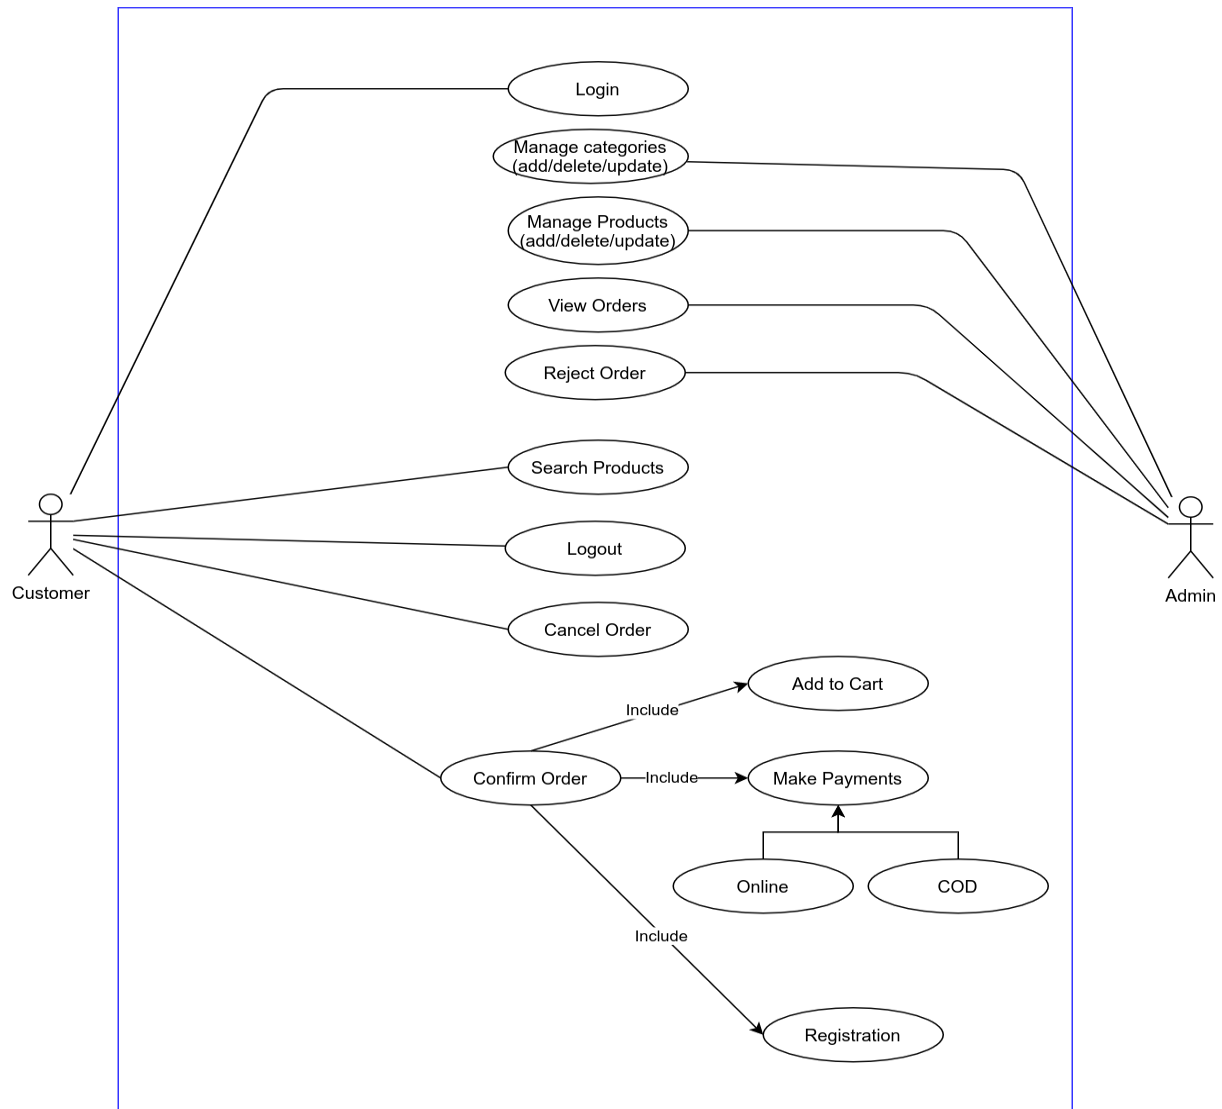 Login
Manage categories
(add/delete/update)
Manage Products
(add/delete/update)
View Orders
Reject Order
Search Products
Logout
Customer
Admin
Cancel Order
Add to Cart
Include
Confirm Order
Include
Make Payments
Online
COD
Include
Registration